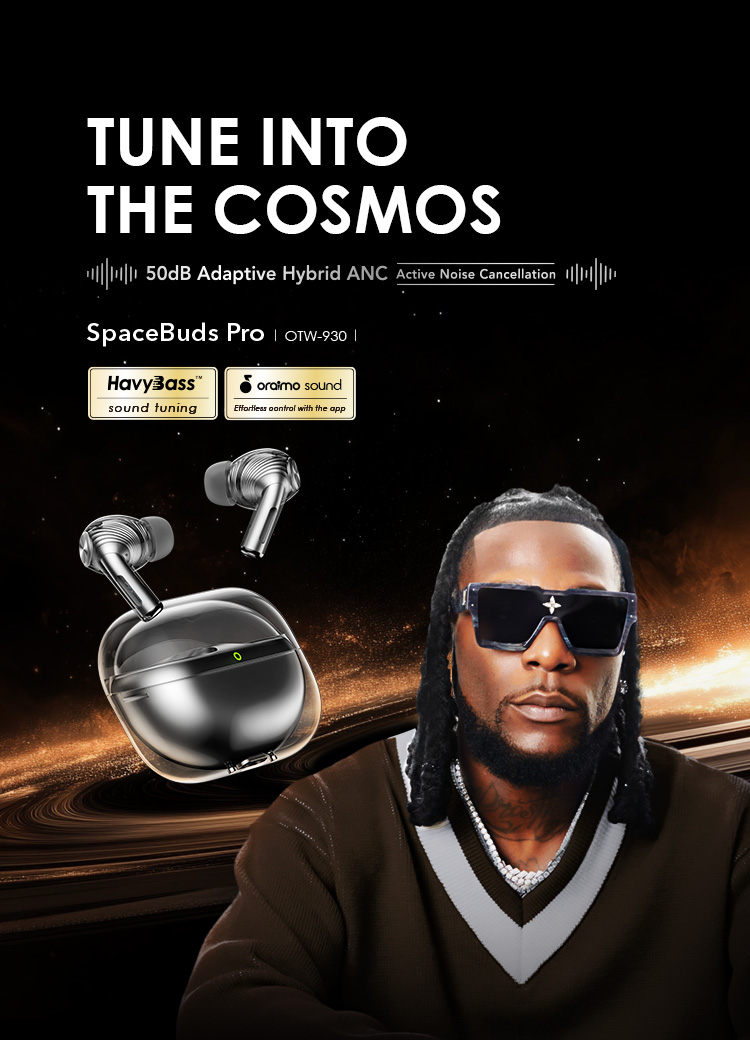 TUNE INTO
THE COSMOS
50dB Adaptive Hybrid ANC Active Noise Cancellation
SpaceBuds Pro | OTW-930 |
HavyBass™ oraimo sound
sound tuning Effortless control with the app